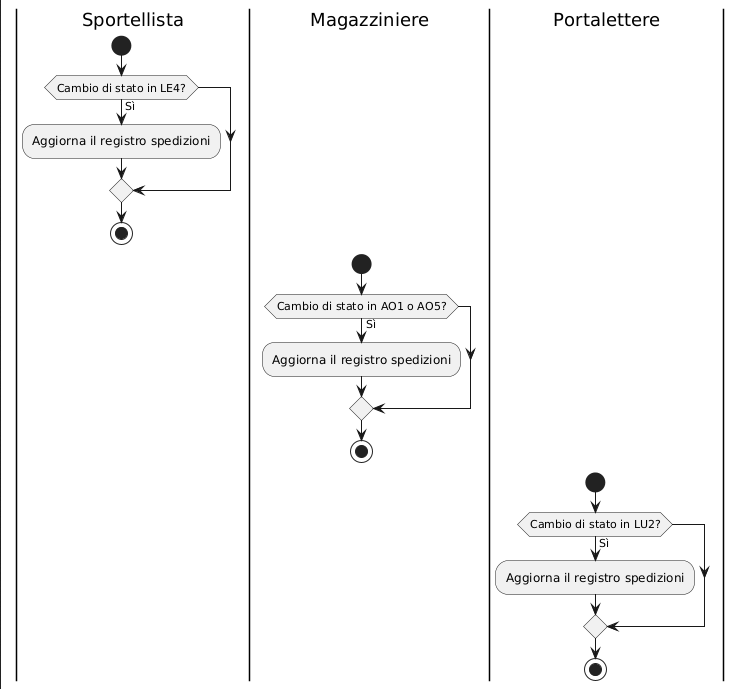 Sportellista
Magazziniere
Portalettere
Cambio di stato in LE4?
Sì
Aggiorna il registro spedizioni
Cambio di stato in AO1 o AO5?
Sì
Aggiorna il registro spedizioni
Cambio di stato in LU2?
Sì
Aggiorna il registro spedizioni